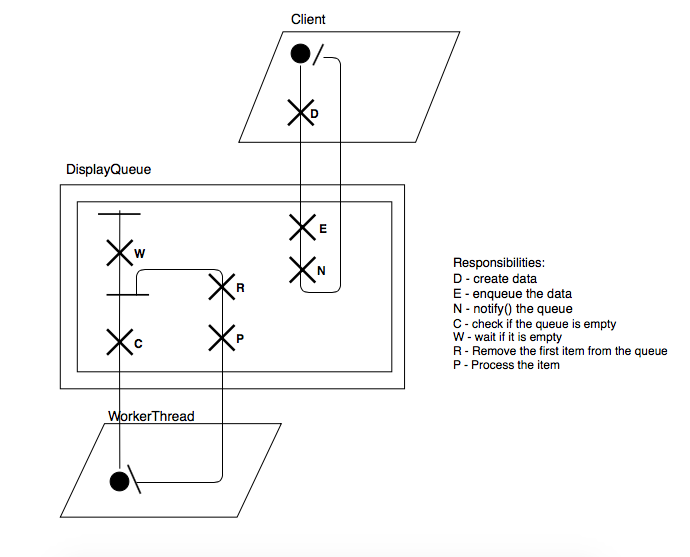 Client
D
DisplayQueue
E
W
N
R
C
P
Responsibilities:
D - create data
E - enqueue the data
N - notify() the queue
C - check if the queue is empty
W - wait if it is empty
R - Remove the first item from the queue
P - Process the item
WorkerThread